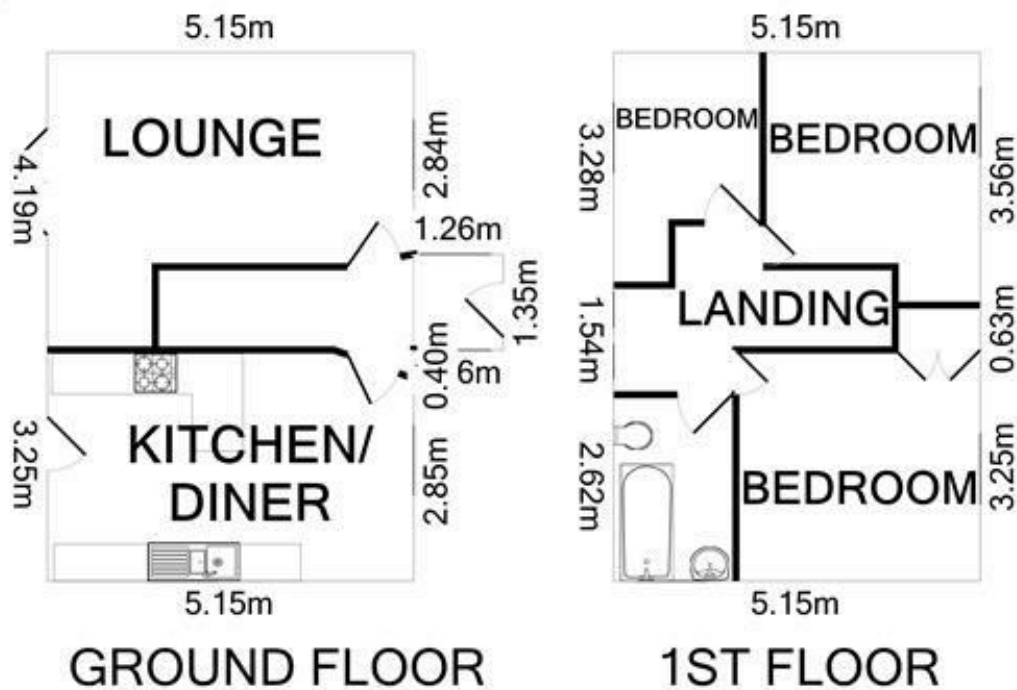 5.15m
5.15m
LOUNGE
BEDROOM
BEDROOM
4.19m
2.84m
3.28m
3.56m
1.26m
1.35m
LANDING
1.54m
0.63m
0.40m
6m
KITCHEN/
DINER
3.25m
2.85m
2.62m
BEDROOM
3.25m
5.15m
5.15m
GROUND FLOOR
1ST FLOOR